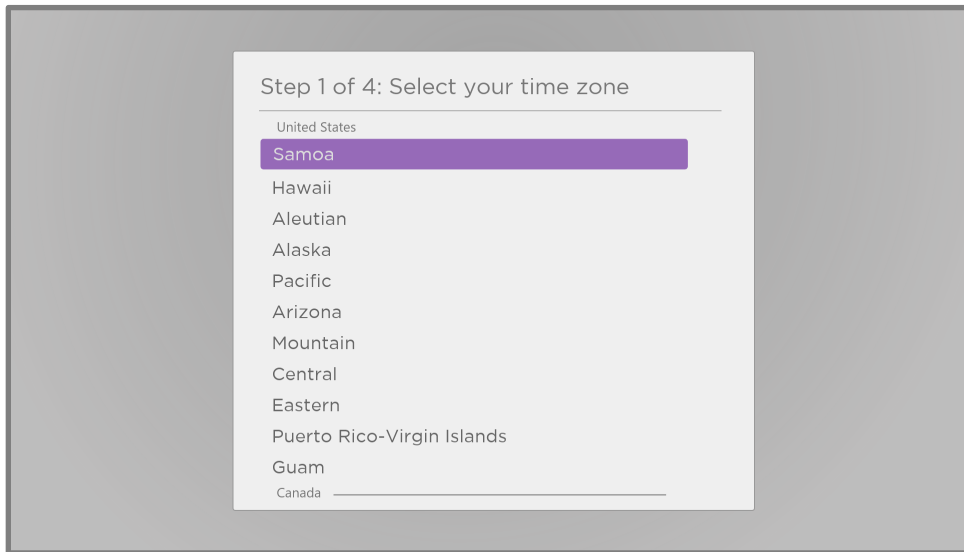 Step 1 of 4: Select your time zone
United States
Samoa
Hawaii
Aleutian
Alaska
Pacific
Arizona
Mountain
Central
Eastern
Puerto Rico-Virgin Islands
Guam
Canada